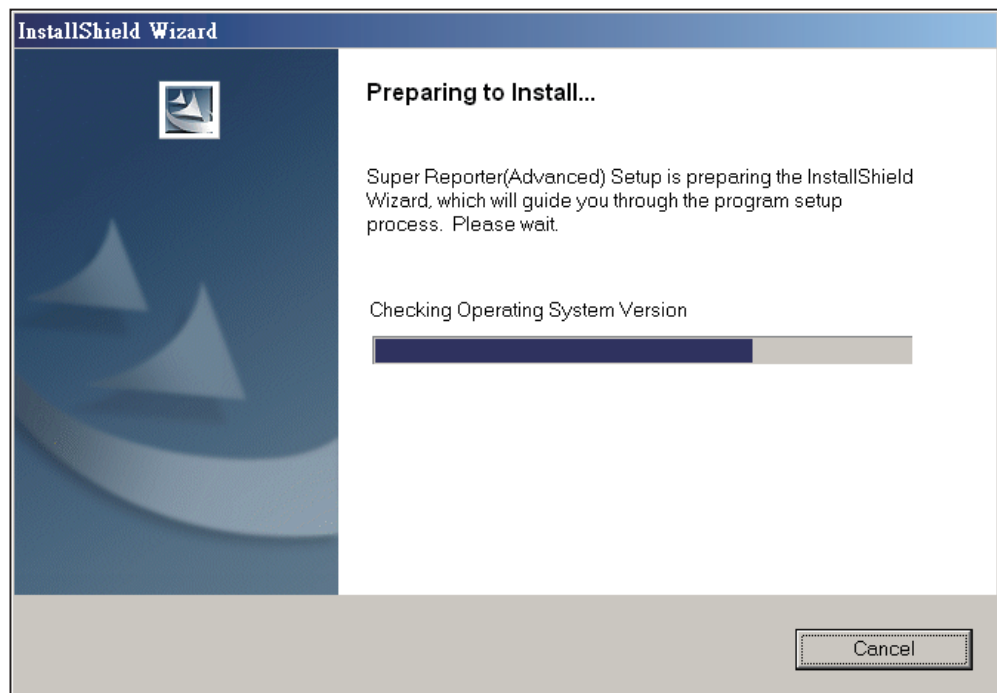 InstallShield Wizard
Preparing to Install...
Super Reporter(Advanced) Setup is preparing the InstallShield
Wizard, which will guide you through the program setup
process. Please wait.
Checking Operating System Version
Cancel